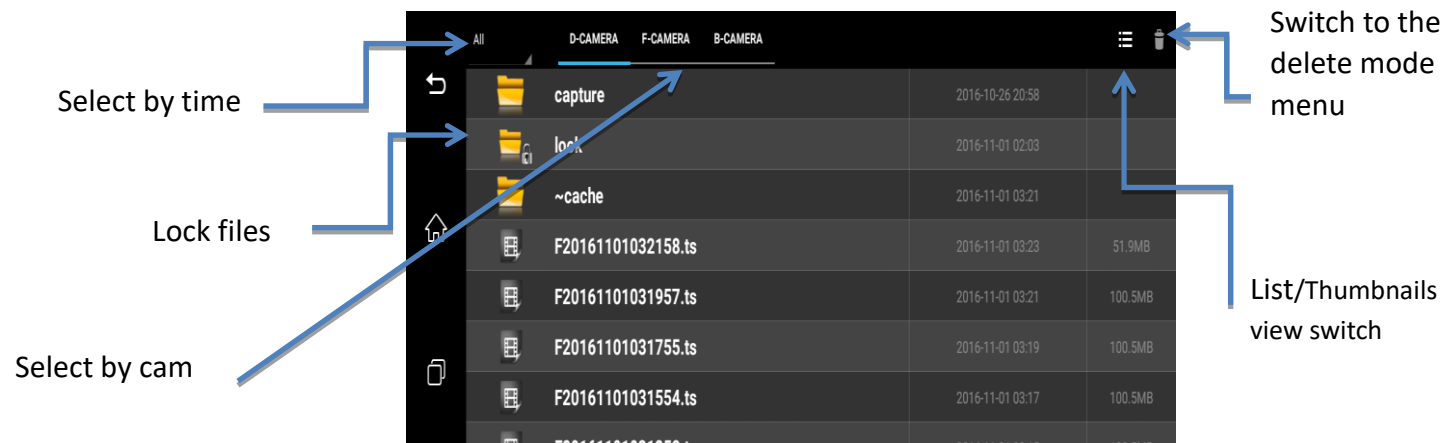 Switch to the
delete mode
menu
All D-CAMERA F-CAMERA B-CAMERA
Select by time
capture 2016-10-26 20:58
lock 2016-11-01 02:03
~cache 2016-11-01 03:21
Lock files
F20161101032158.ts 2016-11-01 03:23 51.9MB
F20161101031957.ts 2016-11-01 03:21 100.5MB
List/Thumbnails
view switch
F20161101031755.ts 2016-11-01 03:19 100.5MB
Select by cam
F20161101031554.ts 2016-11-01 03:17 100.5MB